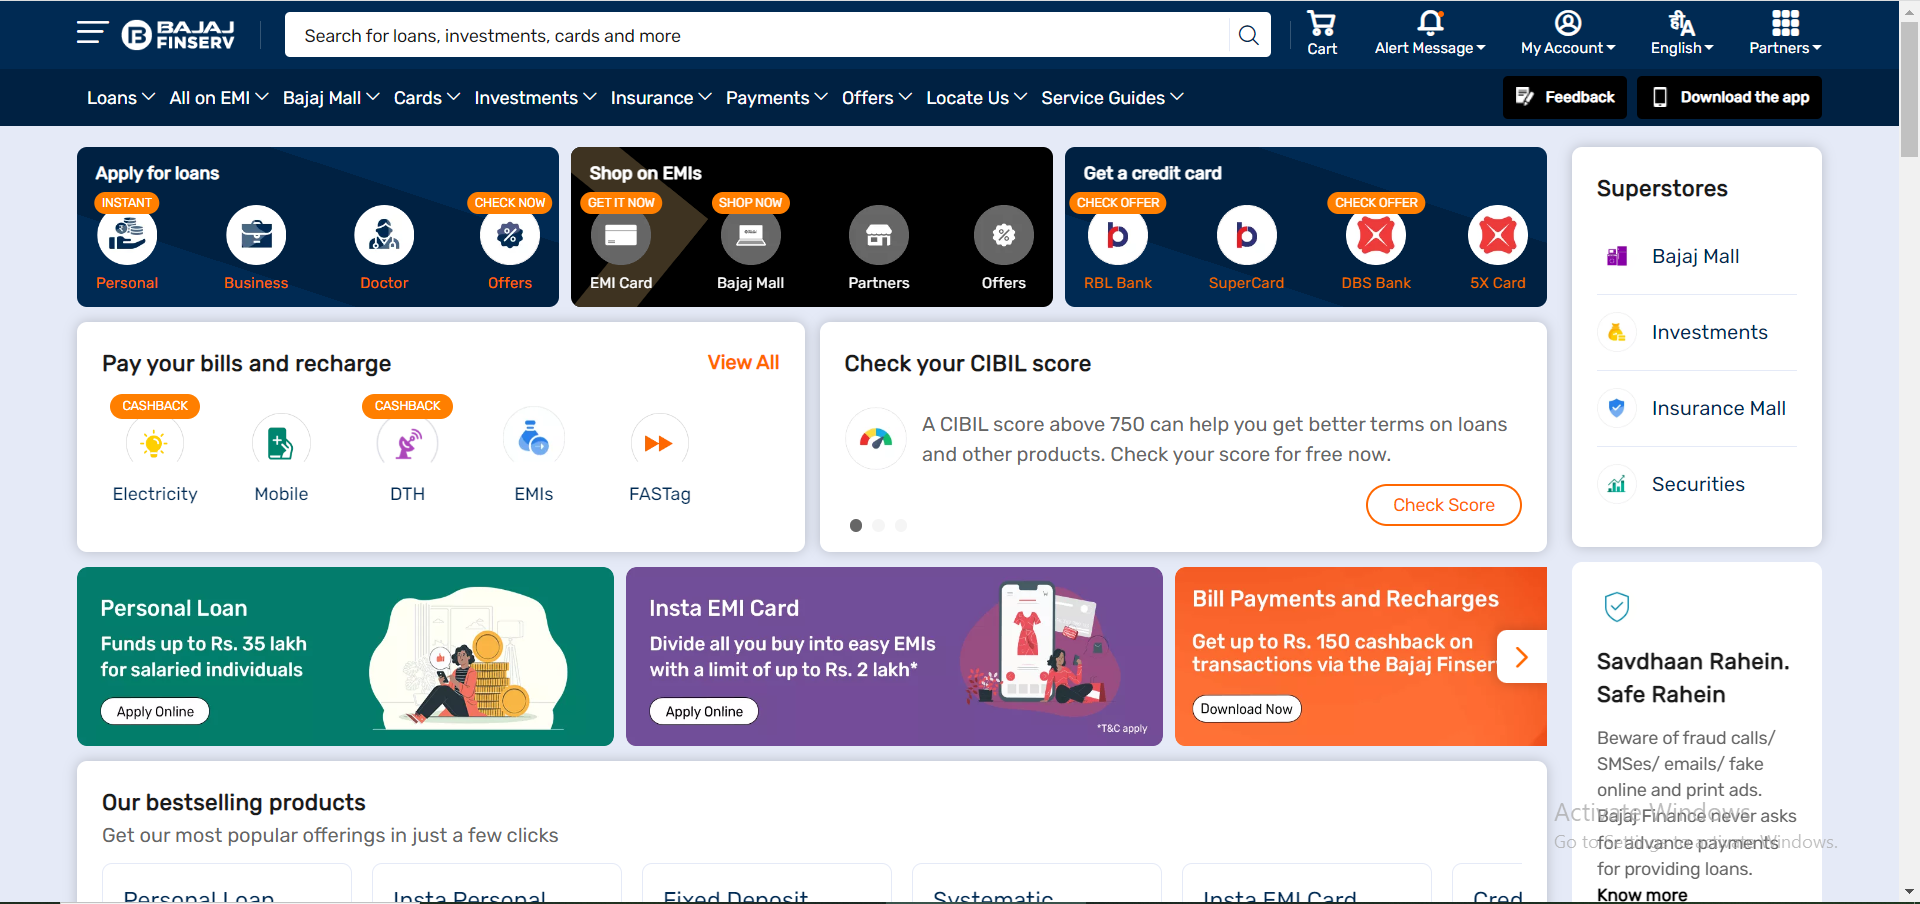 BAJAJ
FINSERV
Search for loans, investments, cards and more
Cart
Alert Message
My Account
English
Partners
Loans All on EMI Bajaj Mall Cards Investments Insurance Payments Offers Locate Us Service Guides
Feedback
Download the app
Apply for loans
INSTANT
CHECK NOW
Personal Business Doctor Offers
Shop on EMIs
GET IT NOW SHOP NOW
EMI Card Bajaj Mall Partners Offers
Get a credit card
CHECK OFFER CHECK OFFER
RBL Bank SuperCard DBS Bank 5X Card
Superstores
Bajaj Mall
Investments
Insurance Mall
Securities
Pay your bills and recharge
View All
CASHBACK CASHBACK
Electricity Mobile DTH EMIs FASTag
Check your CIBIL score
A CIBIL score above 750 can help you get better terms on loans
and other products. Check your score for free now.
Check Score
Personal Loan
Funds up to Rs. 35 lakh
for salaried individuals
Apply Online
Insta EMI Card
Divide all you buy into easy EMIs
with a limit of up to Rs. 2 lakh*
Apply Online
*T&C apply
Bill Payments and Recharges
Get up to Rs. 150 cashback on
transactions via the Bajaj Finser
Download Now
Savdhaan Rahein.
Safe Rahein
Beware of fraud calls/
SMSes/ emails/ fake
online and print ads.
Bajaj Finance never asks
for advance payments
for providing loans.
Know more
Our bestselling products
Get our most popular offerings in just a few clicks
Personal Loan Insta Personal Fixed Deposit Systematic Insta EMI Card Cred
Activate Windows
Go to Settings to activate Windows.